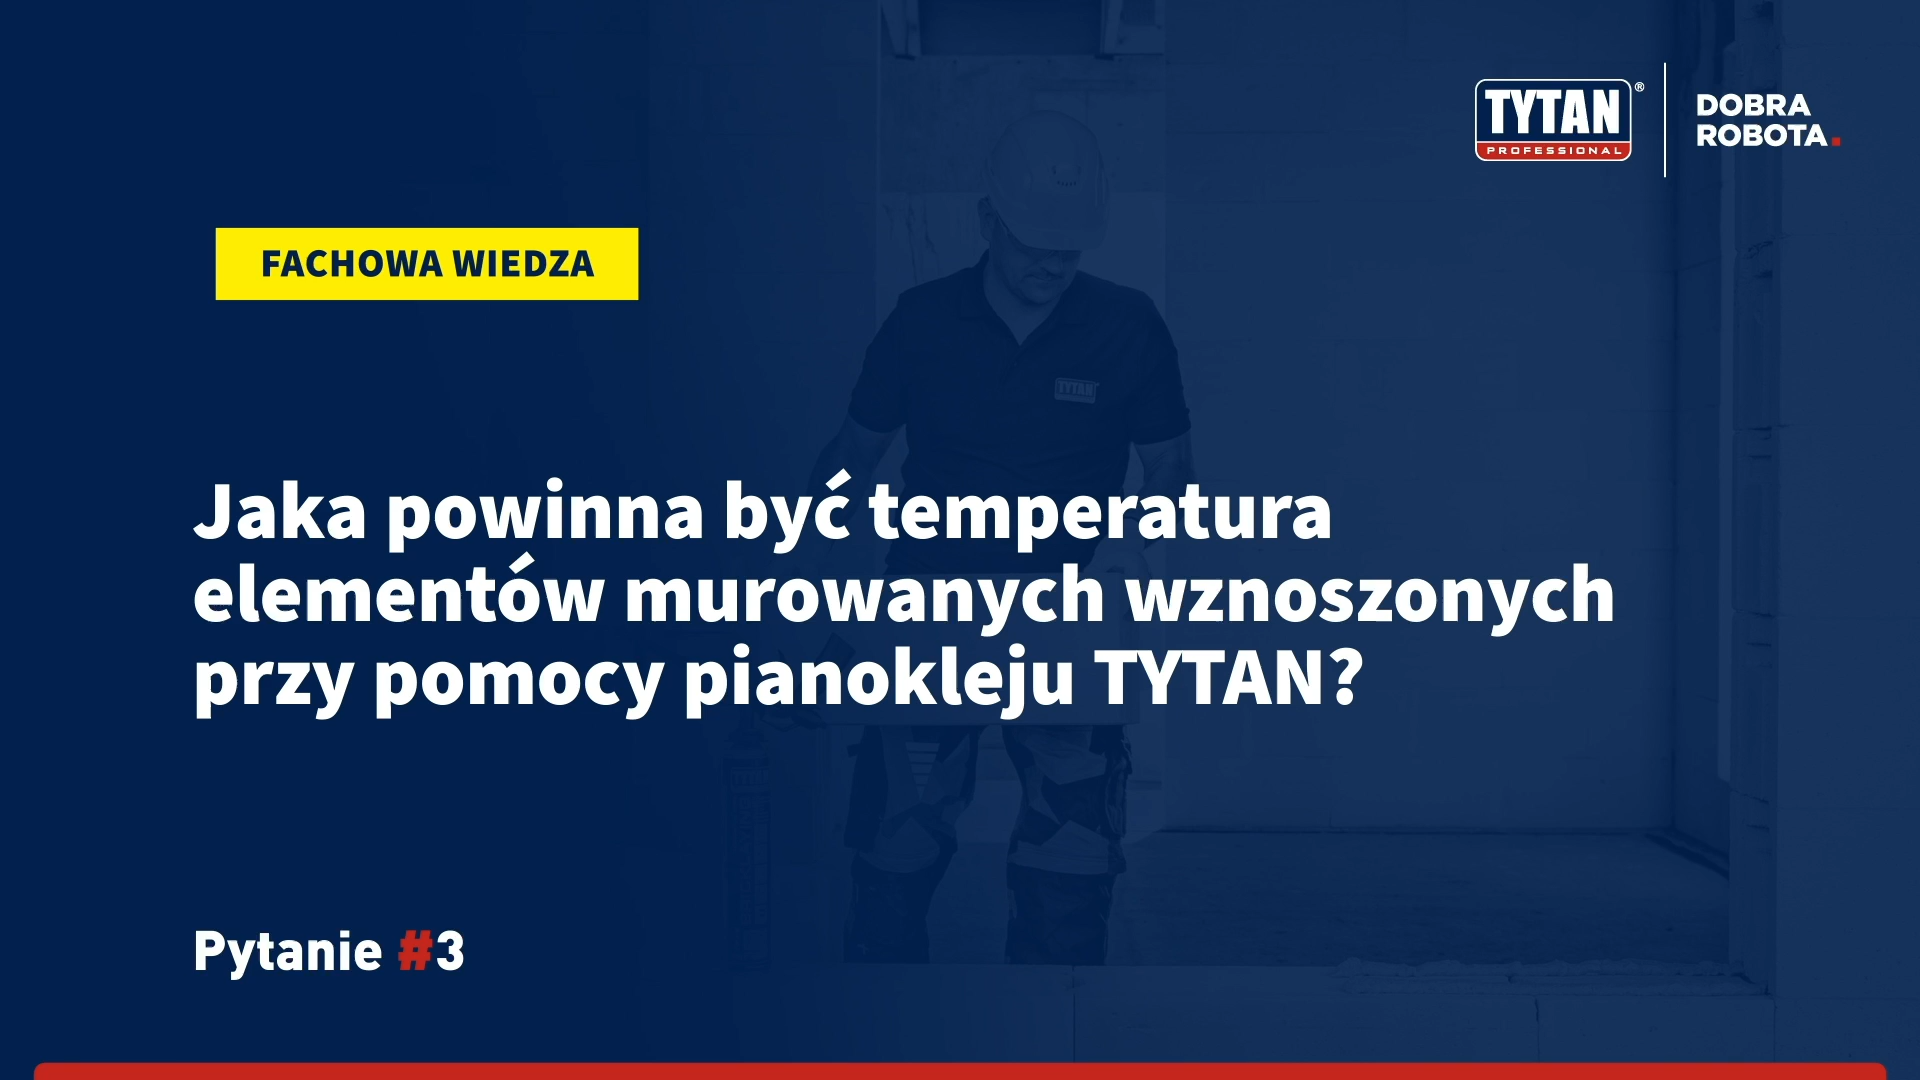 TYTAN®
PROFESSIONAL
DOBRA
ROBOTA.
FACHOWA WIEDZA
TYTAN
Jaka powinna być temperatura
elementów murowanych wznoszonych
przy pomocy pianokleju TYTAN?
Pytanie #3